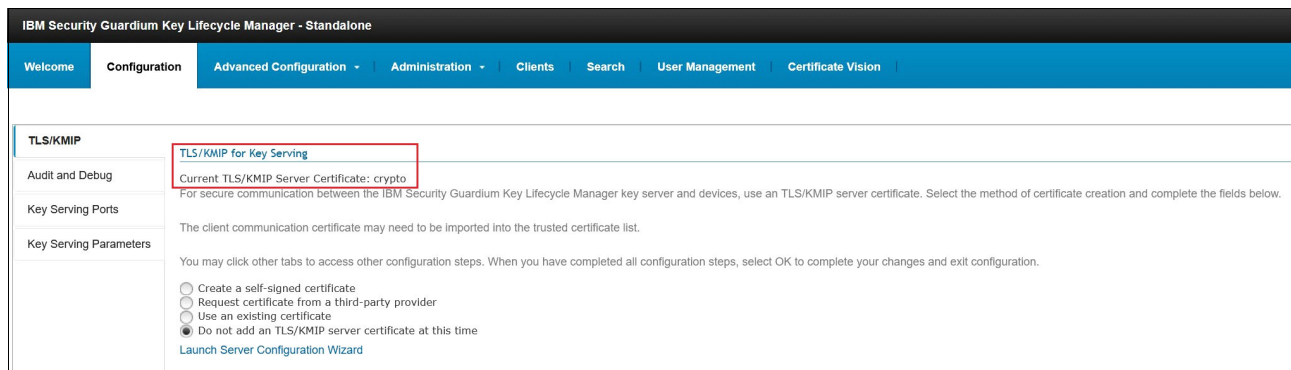 IBM Security Guardium Key Lifecycle Manager - Standalone
Welcome Configuration Advanced Configuration Administration Clients Search User Management Certificate Vision
TLS/KMIP
Audit and Debug
Key Serving Ports
Key Serving Parameters
TLS/KMIP for Key Serving
Current TLS/KMIP Server Certificate: crypto
For secure communication between the IBM Security Guardium Key Lifecycle Manager key server and devices, use an TLS/KMIP server certificate. Select the method of certificate creation and complete the fields below.
The client communication certificate may need to be imported into the trusted certificate list.
You may click other tabs to access other configuration steps. When you have completed all configuration steps, select OK to complete your changes and exit configuration.
Create a self-signed certificate
Request certificate from a third-party provider
Use an existing certificate
Do not add an TLS/KMIP server certificate at this time
Launch Server Configuration Wizard